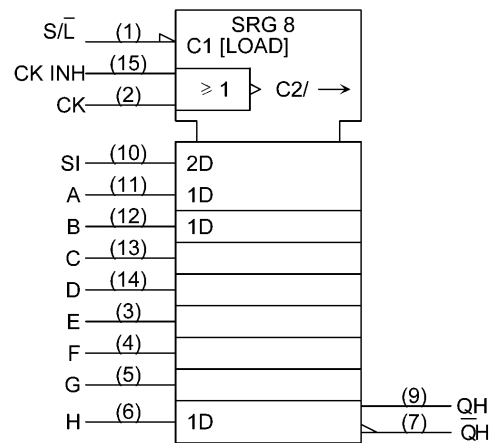 SRG 8
S/L̅ (1) C1 [LOAD]
CK INH (15)
CK (2) ≥ 1 C2/ →
SI (10) 2D
A (11) 1D
B (12) 1D
C (13)
D (14)
E (3)
F (4)
G (5)
H (6) 1D
(9) QH
(7) Q̅H